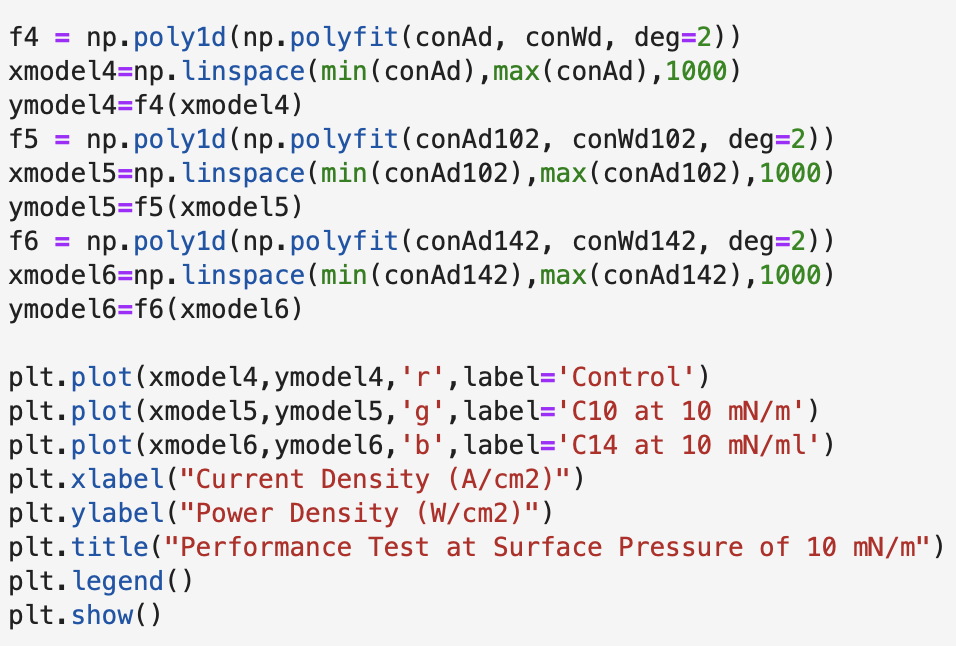 f4 = np.poly1d(np.polyfit(conAd, conWd, deg=2))
xmodel4=np.linspace(min(conAd),max(conAd),1000)
ymodel4=f4(xmodel4)
f5 = np.poly1d(np.polyfit(conAd102, conWd102, deg=2))
xmodel5=np.linspace(min(conAd102),max(conAd102),1000)
ymodel5=f5(xmodel5)
f6 = np.poly1d(np.polyfit(conAd142, conWd142, deg=2))
xmodel6=np.linspace(min(conAd142),max(conAd142),1000)
ymodel6=f6(xmodel6)

plt.plot(xmodel4,ymodel4,'r',label='Control')
plt.plot(xmodel5,ymodel5,'g',label='C10 at 10 mN/m')
plt.plot(xmodel6,ymodel6,'b',label='C14 at 10 mN/ml')
plt.xlabel("Current Density (A/cm2)")
plt.ylabel("Power Density (W/cm2)")
plt.title("Performance Test at Surface Pressure of 10 mN/m")
plt.legend()
plt.show()